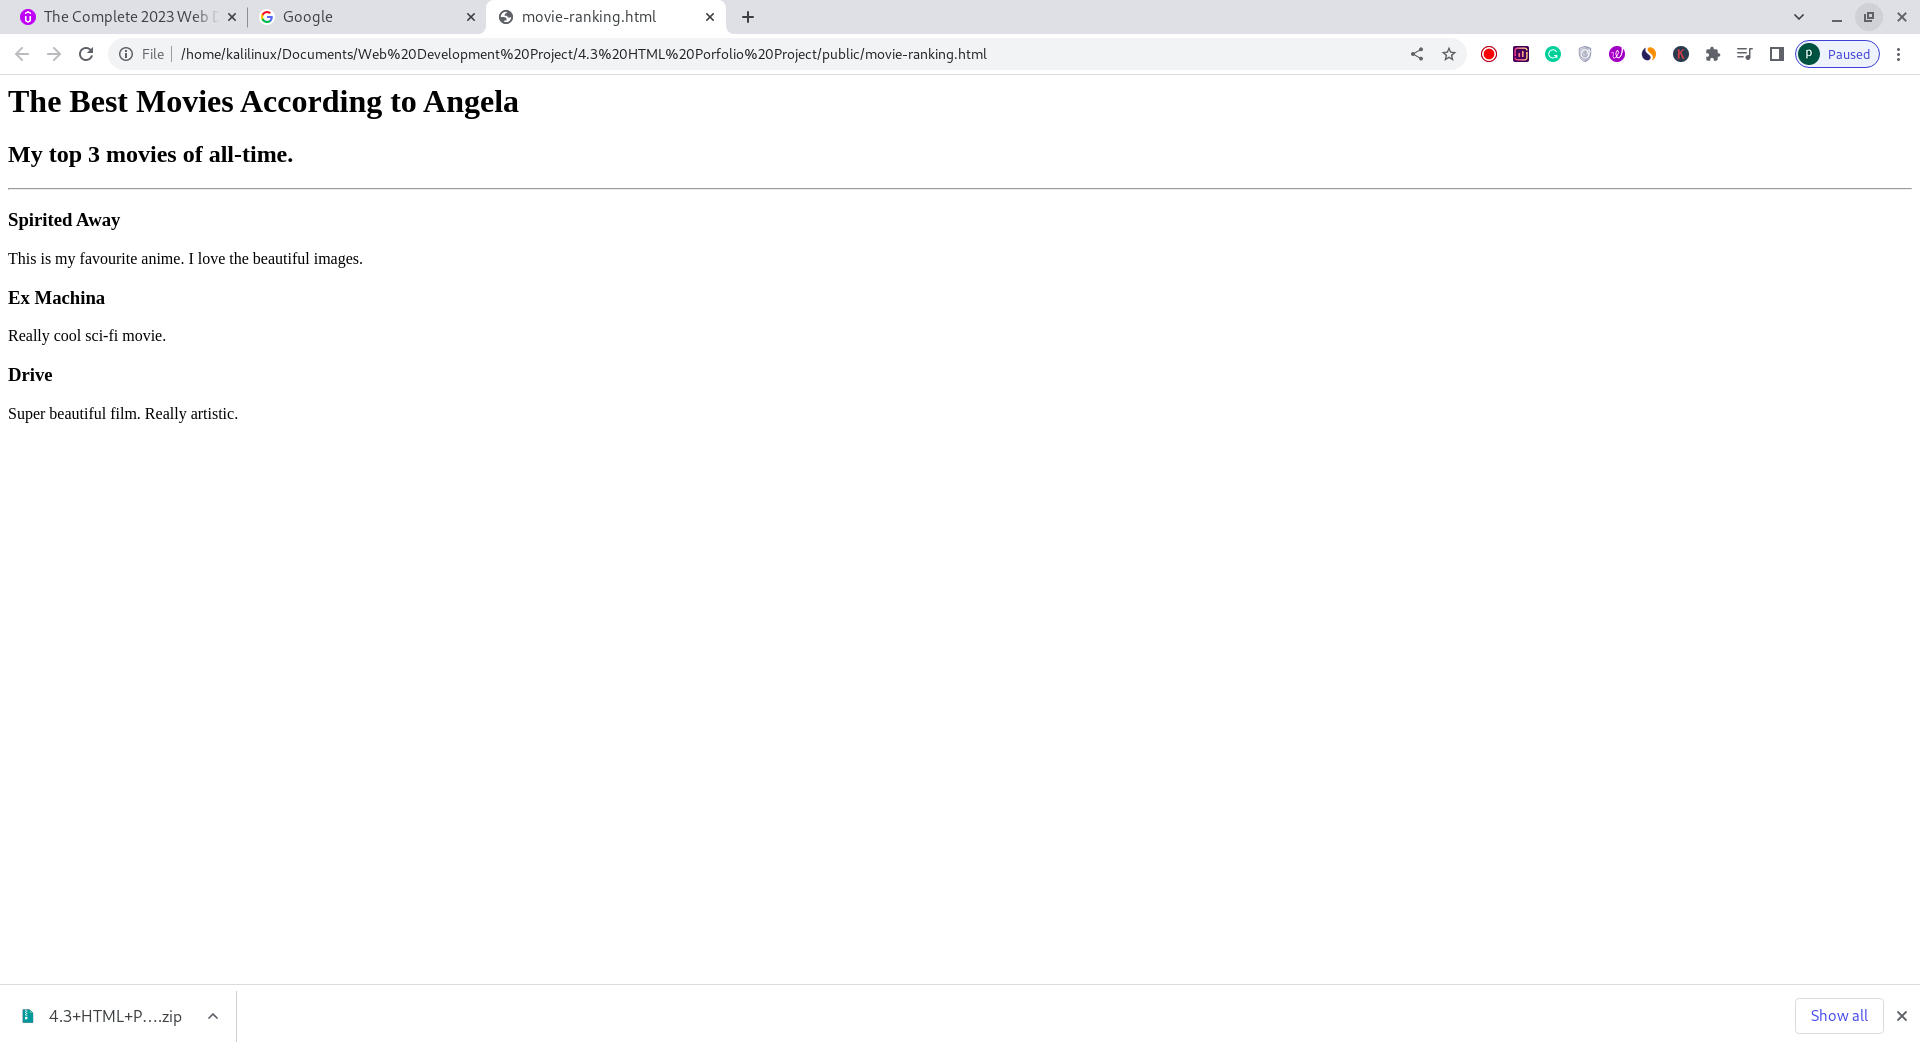 The Complete 2023 Web D
Google
movie-ranking.html
File
/home/kalilinux/Documents/Web%20Development%20Project/4.3%20HTML%20Porfolio%20Project/public/movie-ranking.html
P
Paused
The Best Movies According to Angela
My top 3 movies of all-time.
Spirited Away
This is my favourite anime. I love the beautiful images.
Ex Machina
Really cool sci-fi movie.
Drive
Super beautiful film. Really artistic.
4.3+HTML+P....zip
Show all